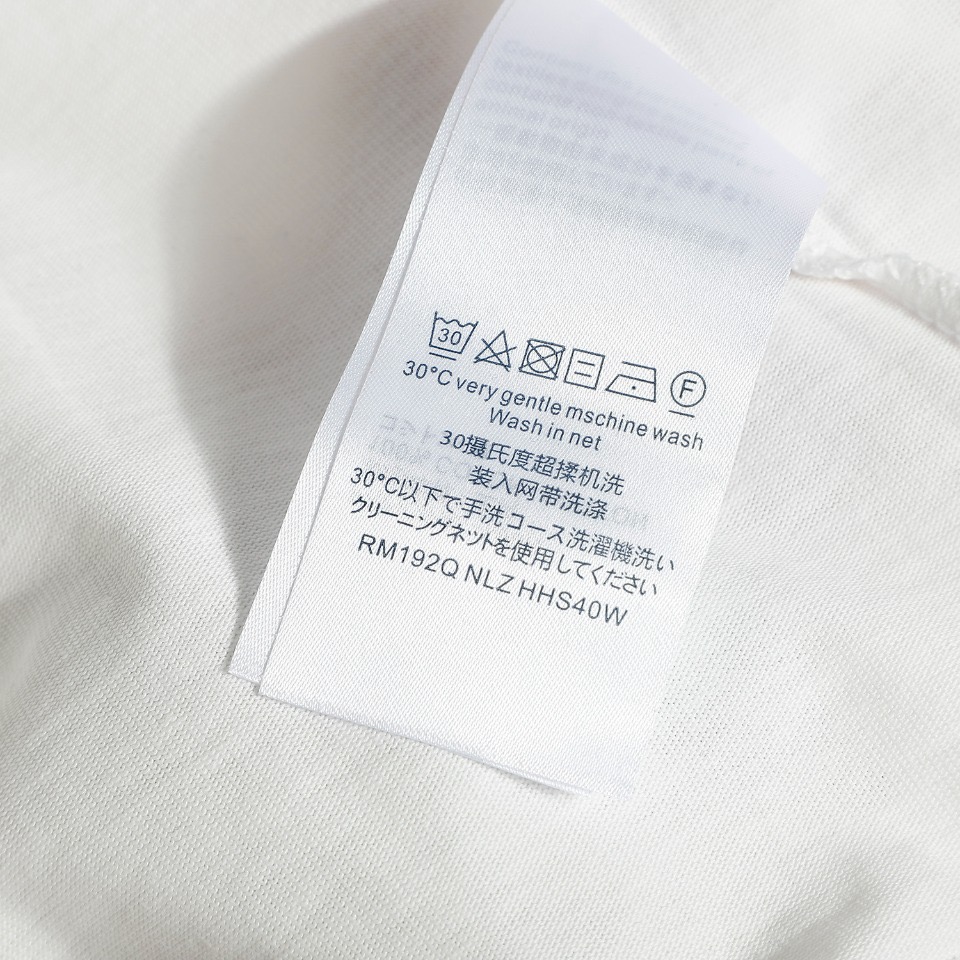 30
F
30°C very gentle mschine wash
Wash in net
30摄氏度超揉机洗
装入网带洗涤
30°C以下で手洗コース洗濯機洗い
クリーニングネットを使用してください
RM192Q NLZ HHS40W